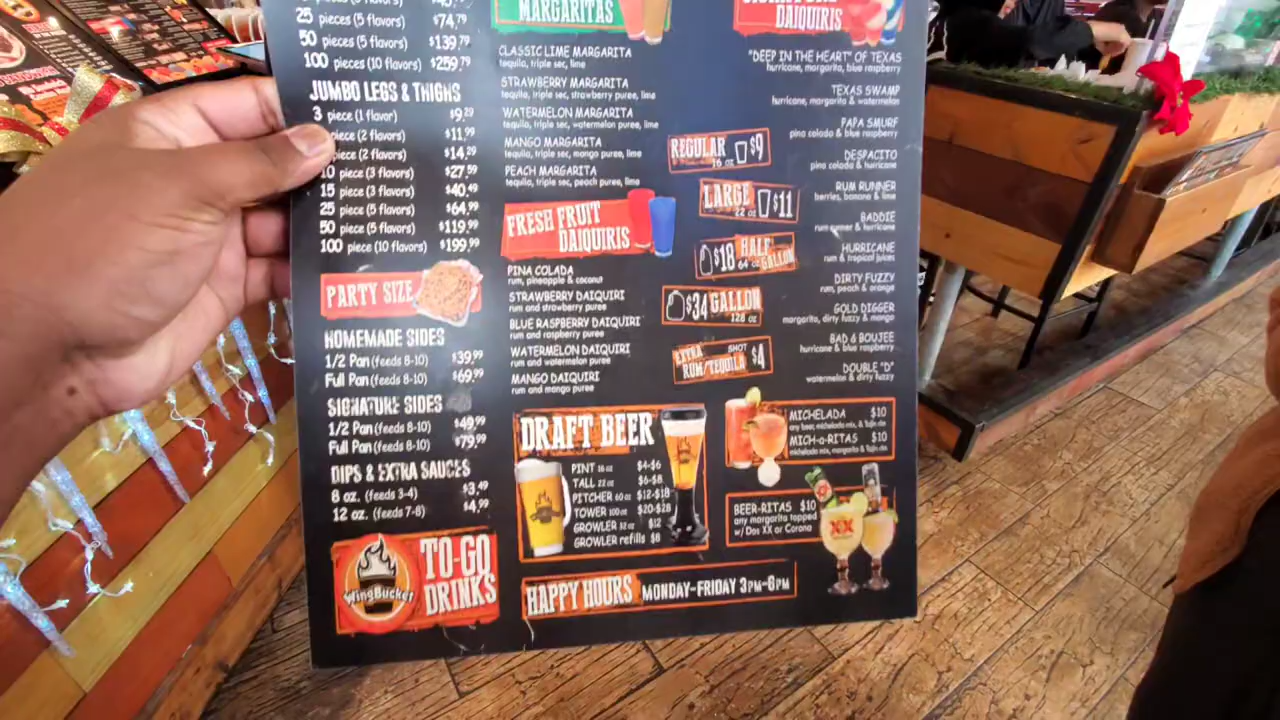 25 pieces (5 flavors) $74.79
50 pieces (5 flavors) $139.79
100 pieces (10 flavors) $259.79
JUMBO LEGS & THIGHS
3 piece (1 flavor) $9.29
piece (2 flavors) $11.99
piece (2 flavors) $14.29
10 piece (3 flavors) $27.59
15 piece (3 flavors) $40.49
25 piece (5 flavors) $64.99
50 piece (5 flavors) $119.99
100 piece (10 flavors) $199.99
PARTY SIZE
HOMEMADE SIDES
1/2 Pan (feeds 8-10) $39.99
Full Pan (feeds 8-10) $69.99
SIGNATURE SIDES
1/2 Pan (feeds 8-10) $49.99
Full Pan (feeds 8-10) $79.99
DIPS & EXTRA SAUCES
8 oz. (feeds 3-4) $3.49
12 oz. (feeds 7-8) $4.99
WingBucket
TO-GO
DRINKS
MARGARITAS
CLASSIC LIME MARGARITA
tequila, triple sec, lime
STRAWBERRY MARGARITA
tequila, triple sec, strawberry puree, lime
WATERMELON MARGARITA
tequila, triple sec, watermelon puree, lime
MANGO MARGARITA
tequila, triple sec, mango puree, lime
PEACH MARGARITA
tequila, triple sec, peach puree, lime
FRESH FRUIT
DAIQUIRIS
PINA COLADA
rum, pineapple & coconut
STRAWBERRY DAIQUIRI
rum and strawberry puree
BLUE RASPBERRY DAIQUIRI
rum and raspberry puree
WATERMELON DAIQUIRI
rum and watermelon puree
MANGO DAIQUIRI
rum and mango puree
REGULAR 16 oz $9
LARGE 22 oz $11
$18 HALF GALLON 64 oz
$34 GALLON 128 oz
EXTRA RUM/TEQUILA SHOT $4
DAIQUIRIS
"DEEP IN THE HEART" OF TEXAS
hurricane, margarita, blue raspberry
TEXAS SWAMP
hurricane, margarita & watermelon
PAPA SMURF
pina colada & blue raspberry
DESPACITO
pina colada & hurricane
RUM RUNNER
berries, banana & lime
BADDIE
rum runner & hurricane
HURRICANE
rum & tropical juices
DIRTY FUZZY
rum, peach & orange
GOLD DIGGER
margarita, dirty fuzzy & mango
BAD & BOUJEE
hurricane & blue raspberry
DOUBLE "D"
watermelon & dirty fuzzy
DRAFT BEER
PINT 16 oz $4-$6
TALL 22 oz $6-$8
PITCHER 60 oz $12-$18
TOWER 100 oz $20-$28
GROWLER 32 oz $12
GROWLER refills $8
MICHELADA $10
any beer, michelada mix, & Tajin rim
MICH-a-RITAS $10
michelada mix, margarita & Tajin rim
BEER-RITAS $10
any margarita topped
w/ Dos XX or Corona
XX
HAPPY HOURS MONDAY-FRIDAY 3PM-6PM